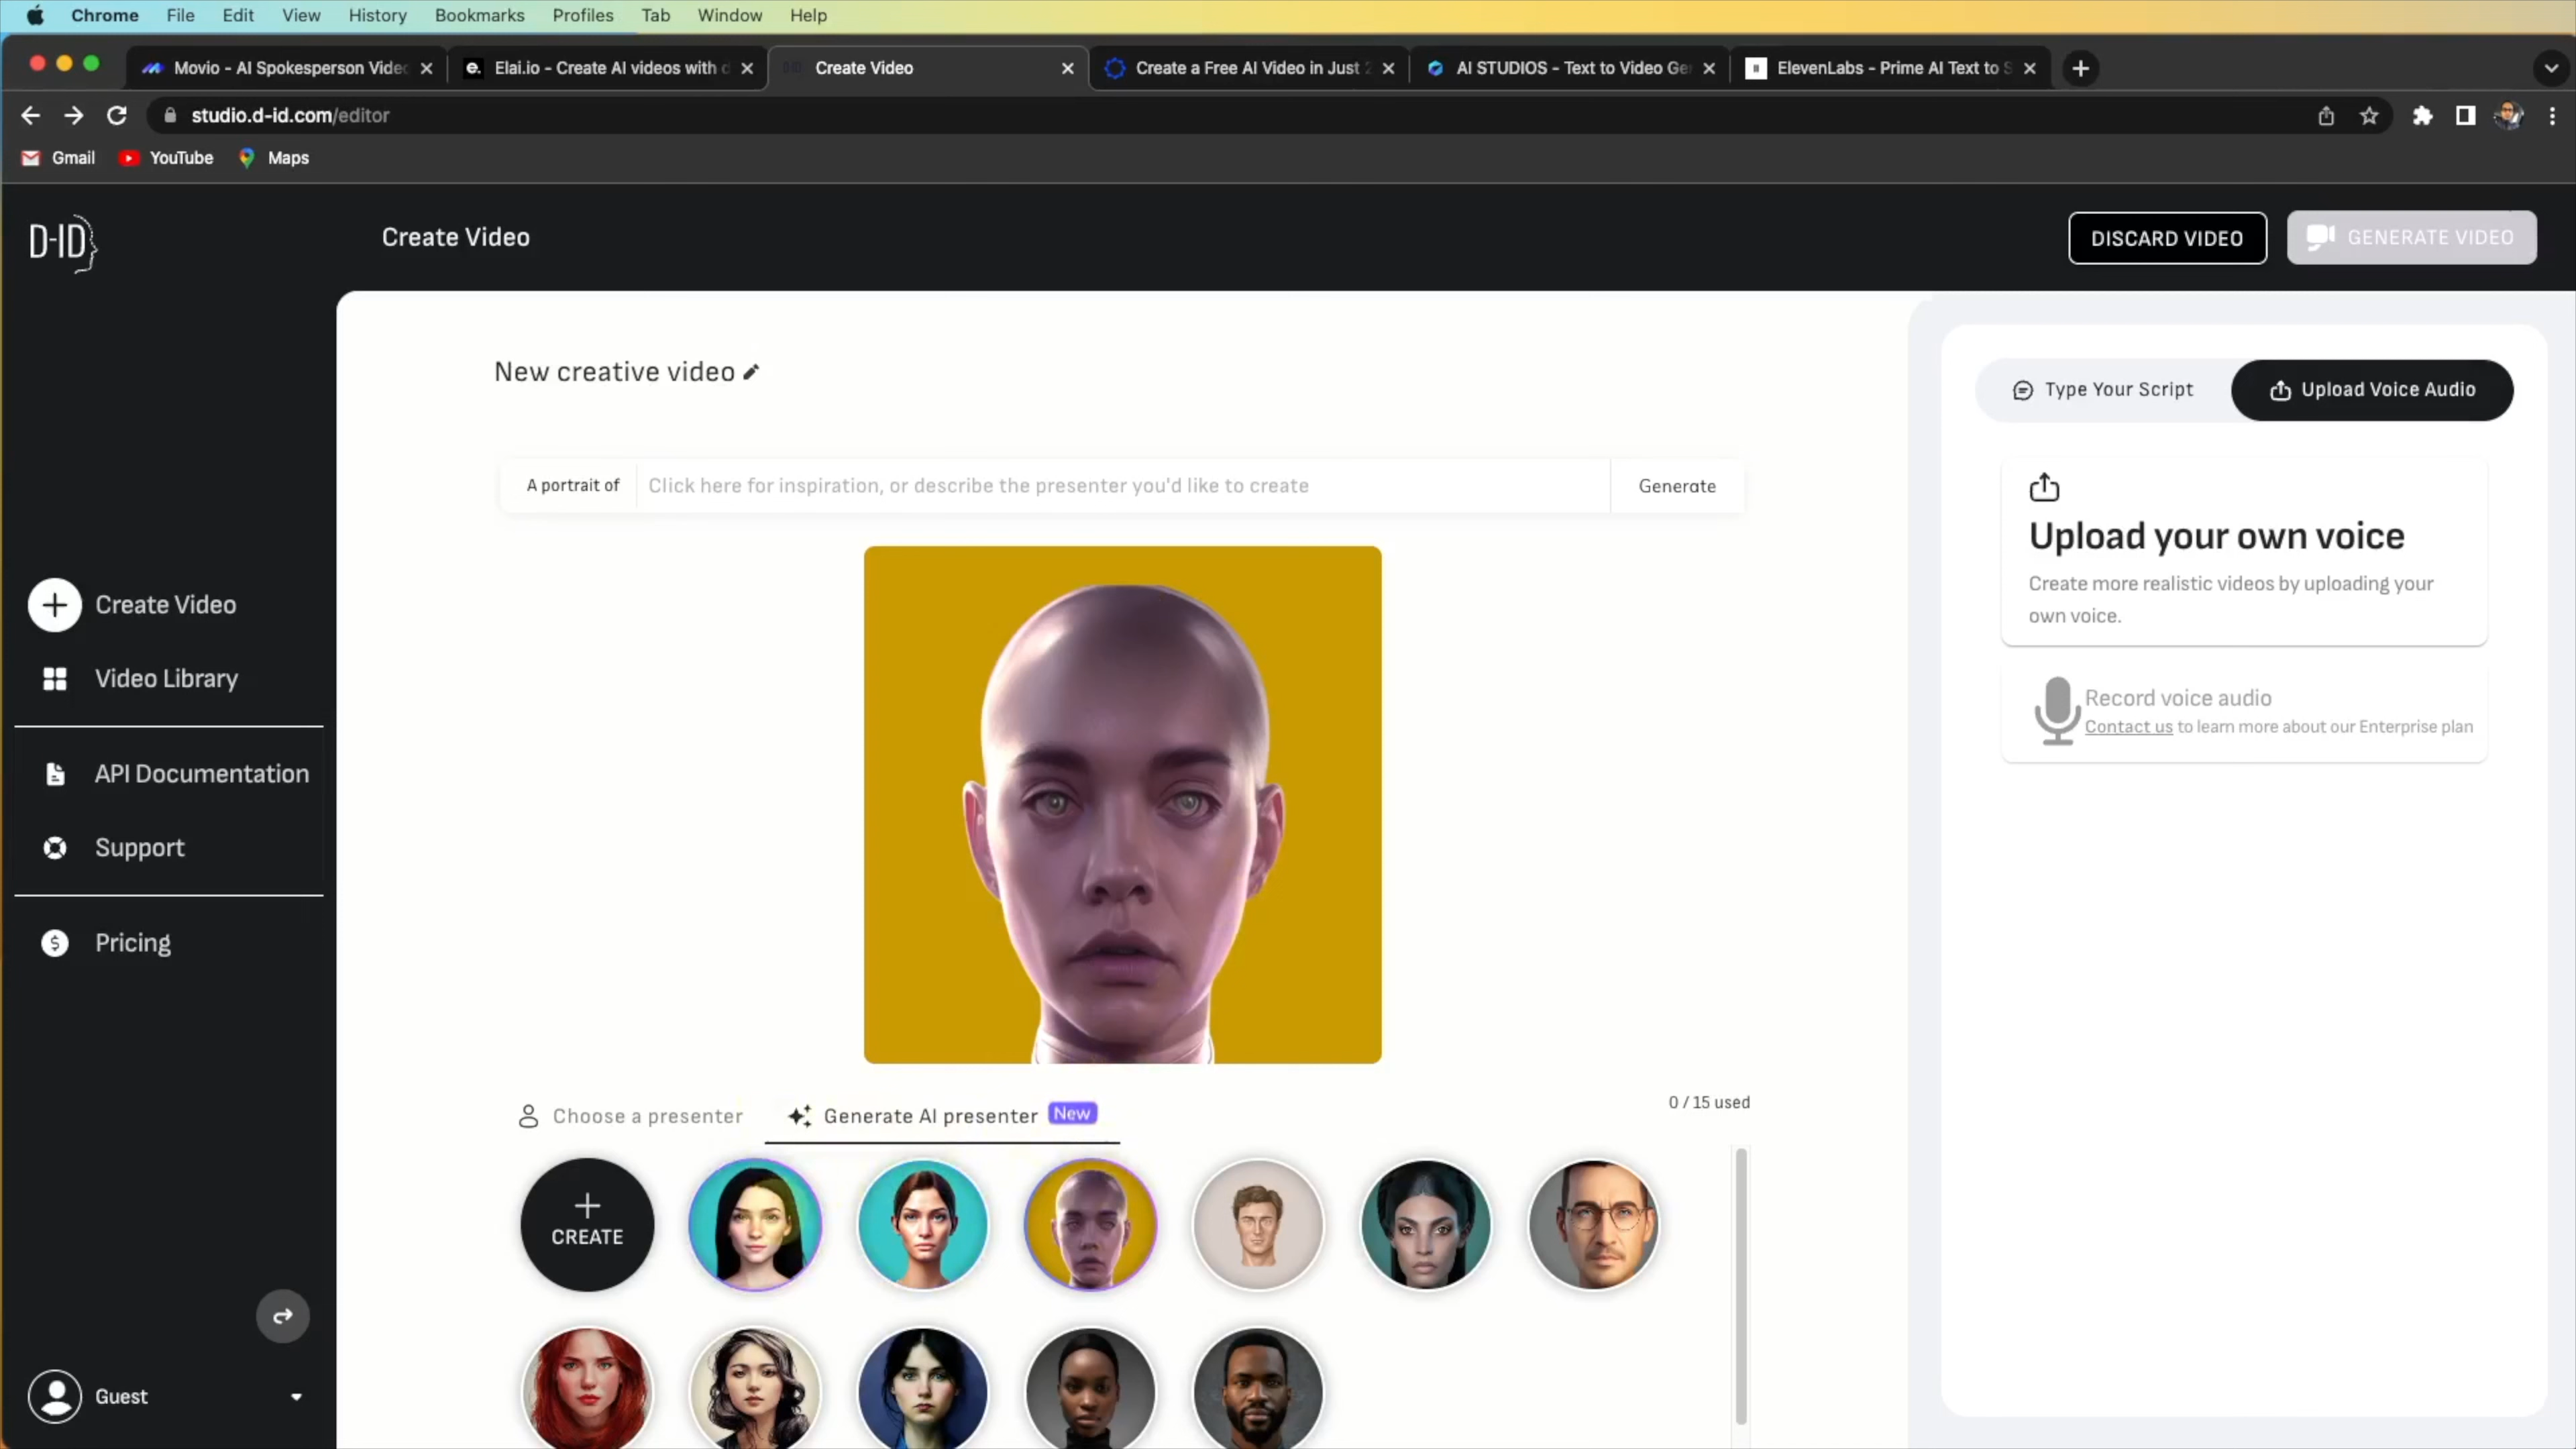 Chrome File Edit View History Bookmarks Profiles Tab Window Help
Movio - AI Spokesperson Video
Elai.io - Create AI videos with d
Create Video
Create a Free AI Video in Just 2
AI STUDIOS - Text to Video Ge
ElevenLabs - Prime AI Text to S
studio.d-id.com/editor
Gmail YouTube Maps
D-ID
Create Video
DISCARD VIDEO
GENERATE VIDEO
Create Video
Video Library
API Documentation
Support
Pricing
Guest
New creative video
A portrait of
Click here for inspiration, or describe the presenter you'd like to create
Generate
Choose a presenter
Generate AI presenter New
0 / 15 used
CREATE
Type Your Script
Upload Voice Audio
Upload your own voice
Create more realistic videos by uploading your
own voice.
Record voice audio
Contact us to learn more about our Enterprise plan